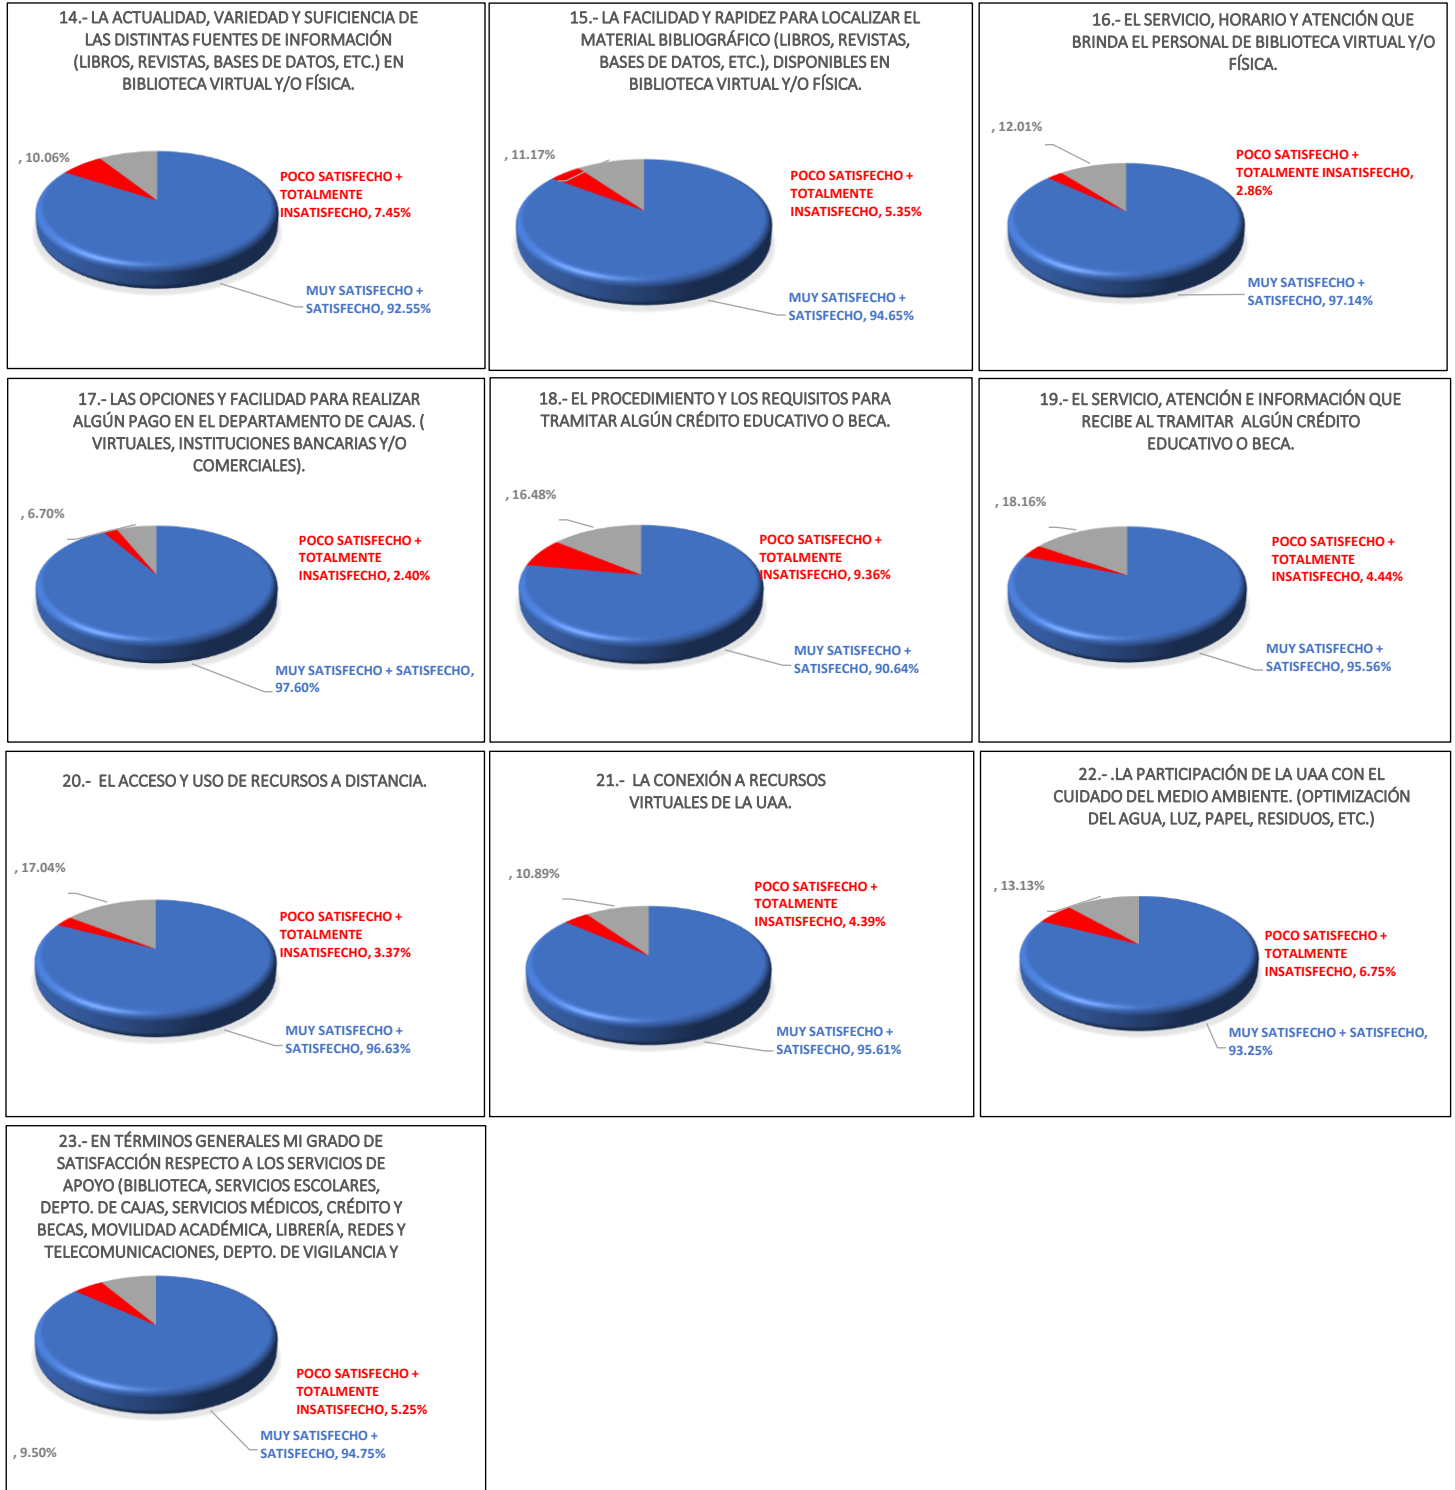 14.- LA ACTUALIDAD, VARIEDAD Y SUFICIENCIA DE
LAS DISTINTAS FUENTES DE INFORMACIÓN
(LIBROS, REVISTAS, BASES DE DATOS, ETC.) EN
BIBLIOTECA VIRTUAL Y/O FÍSICA.
, 10.06%
POCO SATISFECHO +
TOTALMENTE
INSATISFECHO, 7.45%
MUY SATISFECHO +
SATISFECHO, 92.55%
15.- LA FACILIDAD Y RAPIDEZ PARA LOCALIZAR EL
MATERIAL BIBLIOGRÁFICO (LIBROS, REVISTAS,
BASES DE DATOS, ETC.), DISPONIBLES EN
BIBLIOTECA VIRTUAL Y/O FÍSICA.
, 11.17%
POCO SATISFECHO +
TOTALMENTE
INSATISFECHO, 5.35%
MUY SATISFECHO +
SATISFECHO, 94.65%
16.- EL SERVICIO, HORARIO Y ATENCIÓN QUE
BRINDA EL PERSONAL DE BIBLIOTECA VIRTUAL Y/O
FÍSICA.
, 12.01%
POCO SATISFECHO +
TOTALMENTE INSATISFECHO,
2.86%
MUY SATISFECHO +
SATISFECHO, 97.14%
17.- LAS OPCIONES Y FACILIDAD PARA REALIZAR
ALGÚN PAGO EN EL DEPARTAMENTO DE CAJAS. (
VIRTUALES, INSTITUCIONES BANCARIAS Y/O
COMERCIALES).
, 6.70%
POCO SATISFECHO +
TOTALMENTE
INSATISFECHO, 2.40%
MUY SATISFECHO + SATISFECHO,
97.60%
18.- EL PROCEDIMIENTO Y LOS REQUISITOS PARA
TRAMITAR ALGÚN CRÉDITO EDUCATIVO O BECA.
, 16.48%
POCO SATISFECHO +
TOTALMENTE
INSATISFECHO, 9.36%
MUY SATISFECHO +
SATISFECHO, 90.64%
19.- EL SERVICIO, ATENCIÓN E INFORMACIÓN QUE
RECIBE AL TRAMITAR  ALGÚN CRÉDITO
EDUCATIVO O BECA.
, 18.16%
POCO SATISFECHO +
TOTALMENTE
INSATISFECHO, 4.44%
MUY SATISFECHO +
SATISFECHO, 95.56%
20.-  EL ACCESO Y USO DE RECURSOS A DISTANCIA.
, 17.04%
POCO SATISFECHO +
TOTALMENTE
INSATISFECHO, 3.37%
MUY SATISFECHO +
SATISFECHO, 96.63%
21.-  LA CONEXIÓN A RECURSOS
VIRTUALES DE LA UAA.
, 10.89%
POCO SATISFECHO +
TOTALMENTE
INSATISFECHO, 4.39%
MUY SATISFECHO +
SATISFECHO, 95.61%
22.- .LA PARTICIPACIÓN DE LA UAA CON EL
CUIDADO DEL MEDIO AMBIENTE. (OPTIMIZACIÓN
DEL AGUA, LUZ, PAPEL, RESIDUOS, ETC.)
, 13.13%
POCO SATISFECHO +
TOTALMENTE
INSATISFECHO, 6.75%
MUY SATISFECHO + SATISFECHO,
93.25%
23.- EN TÉRMINOS GENERALES MI GRADO DE
SATISFACCIÓN RESPECTO A LOS SERVICIOS DE
APOYO (BIBLIOTECA, SERVICIOS ESCOLARES,
DEPTO. DE CAJAS, SERVICIOS MÉDICOS, CRÉDITO Y
BECAS, MOVILIDAD ACADÉMICA, LIBRERÍA, REDES Y
TELECOMUNICACIONES, DEPTO. DE VIGILANCIA Y
POCO SATISFECHO +
TOTALMENTE
INSATISFECHO, 5.25%
MUY SATISFECHO +
SATISFECHO, 94.75%
, 9.50%